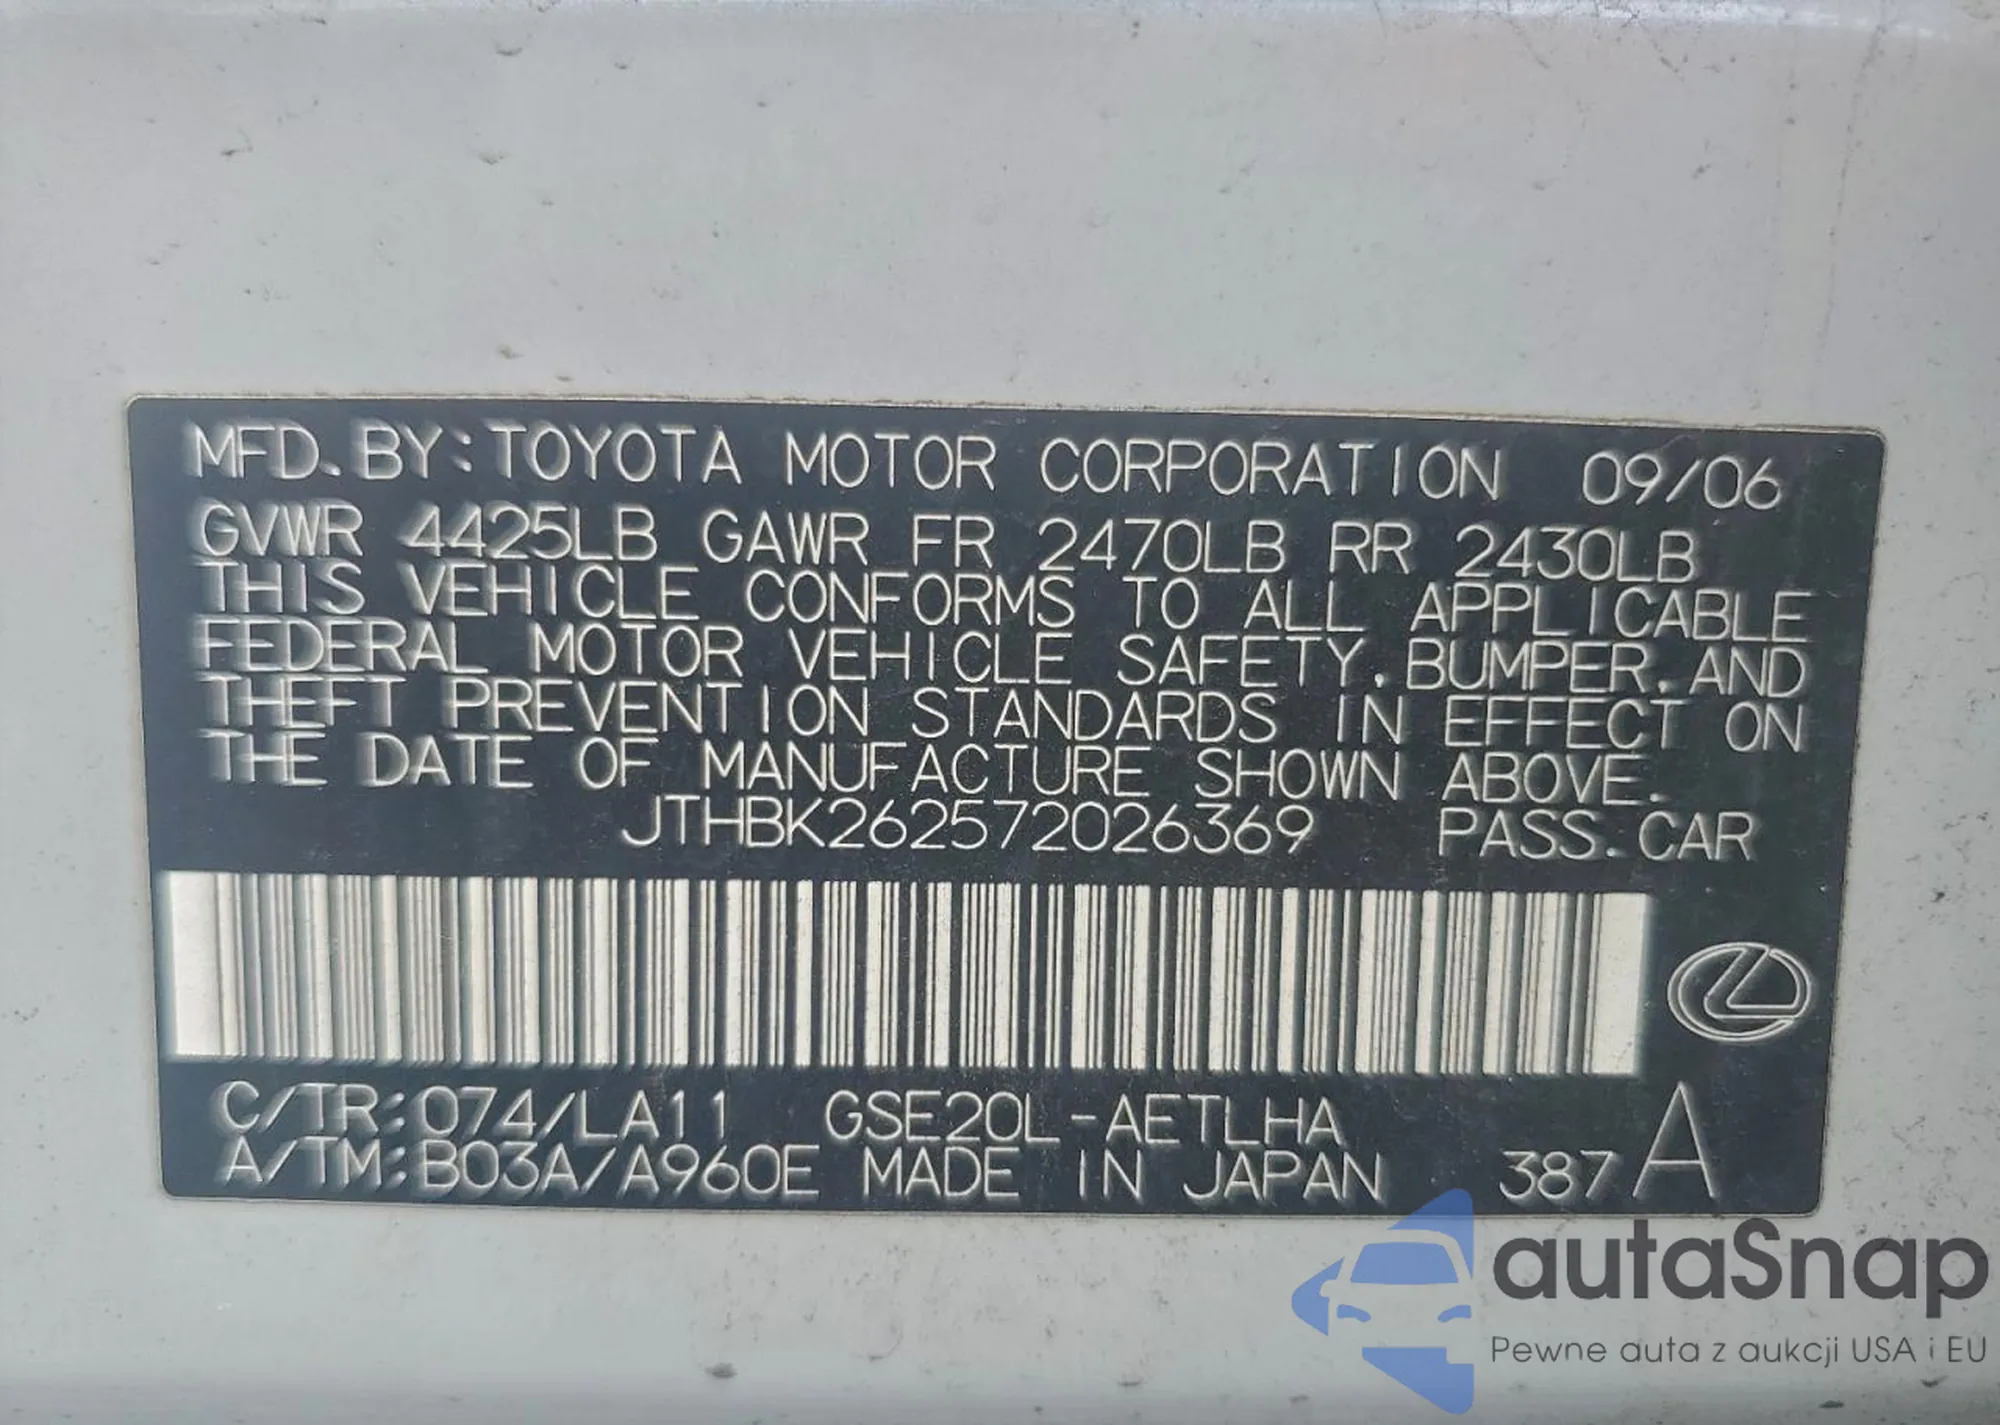 MFD. BY: TOYOTA MOTOR CORPORATION 09/06
GVWR 4425LB GAWR FR 2470LB RR 2430LB
THIS VEHICLE CONFORMS TO ALL APPLICABLE
FEDERAL MOTOR VEHICLE SAFETY, BUMPER, AND
THEFT PREVENTION STANDARDS IN EFFECT ON
THE DATE OF MANUFACTURE SHOWN ABOVE.
JTHBK262572026369 PASS. CAR
C/TR: 074/LA11 GSE20L-AETLHA
A/TM: B03A/A960E MADE IN JAPAN 387 A
autaSnap
Pewne auta z aukcji USA i EU